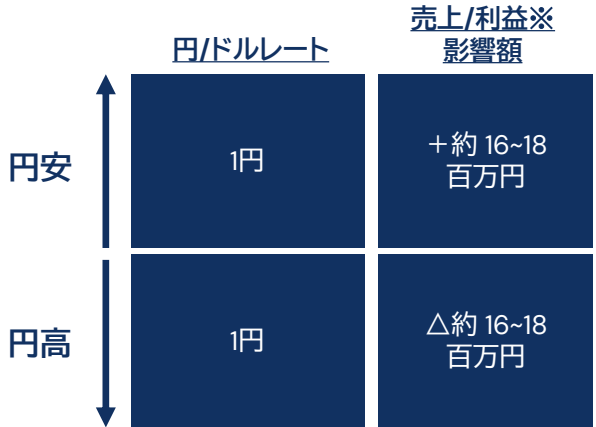 円/ドルレート
売上/利益※
影響額
円安
1円
＋約 16~18
百万円
円高
1円
△約 16~18
百万円